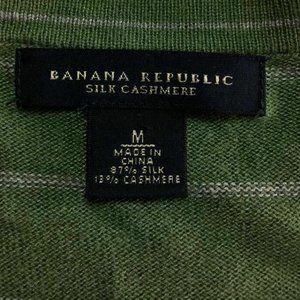 BANANA REPUBLIC
SILK CASHMERE
M
MADE IN
CHINA
87% SILK
13% CASHMERE